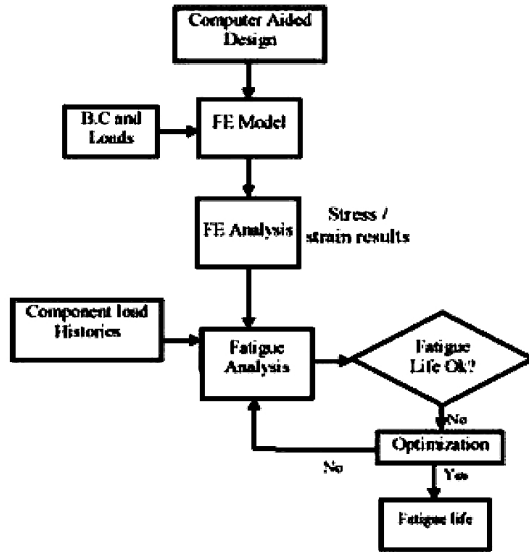 Computer Aided
Design
B.C and
Loads
FE Model
FE Analysis
Stress /
strain results
Component load
Histories
Fatigue
Analysis
Fatigue
Life Ok?
No
Optimization
No
Yes
Fatigue life